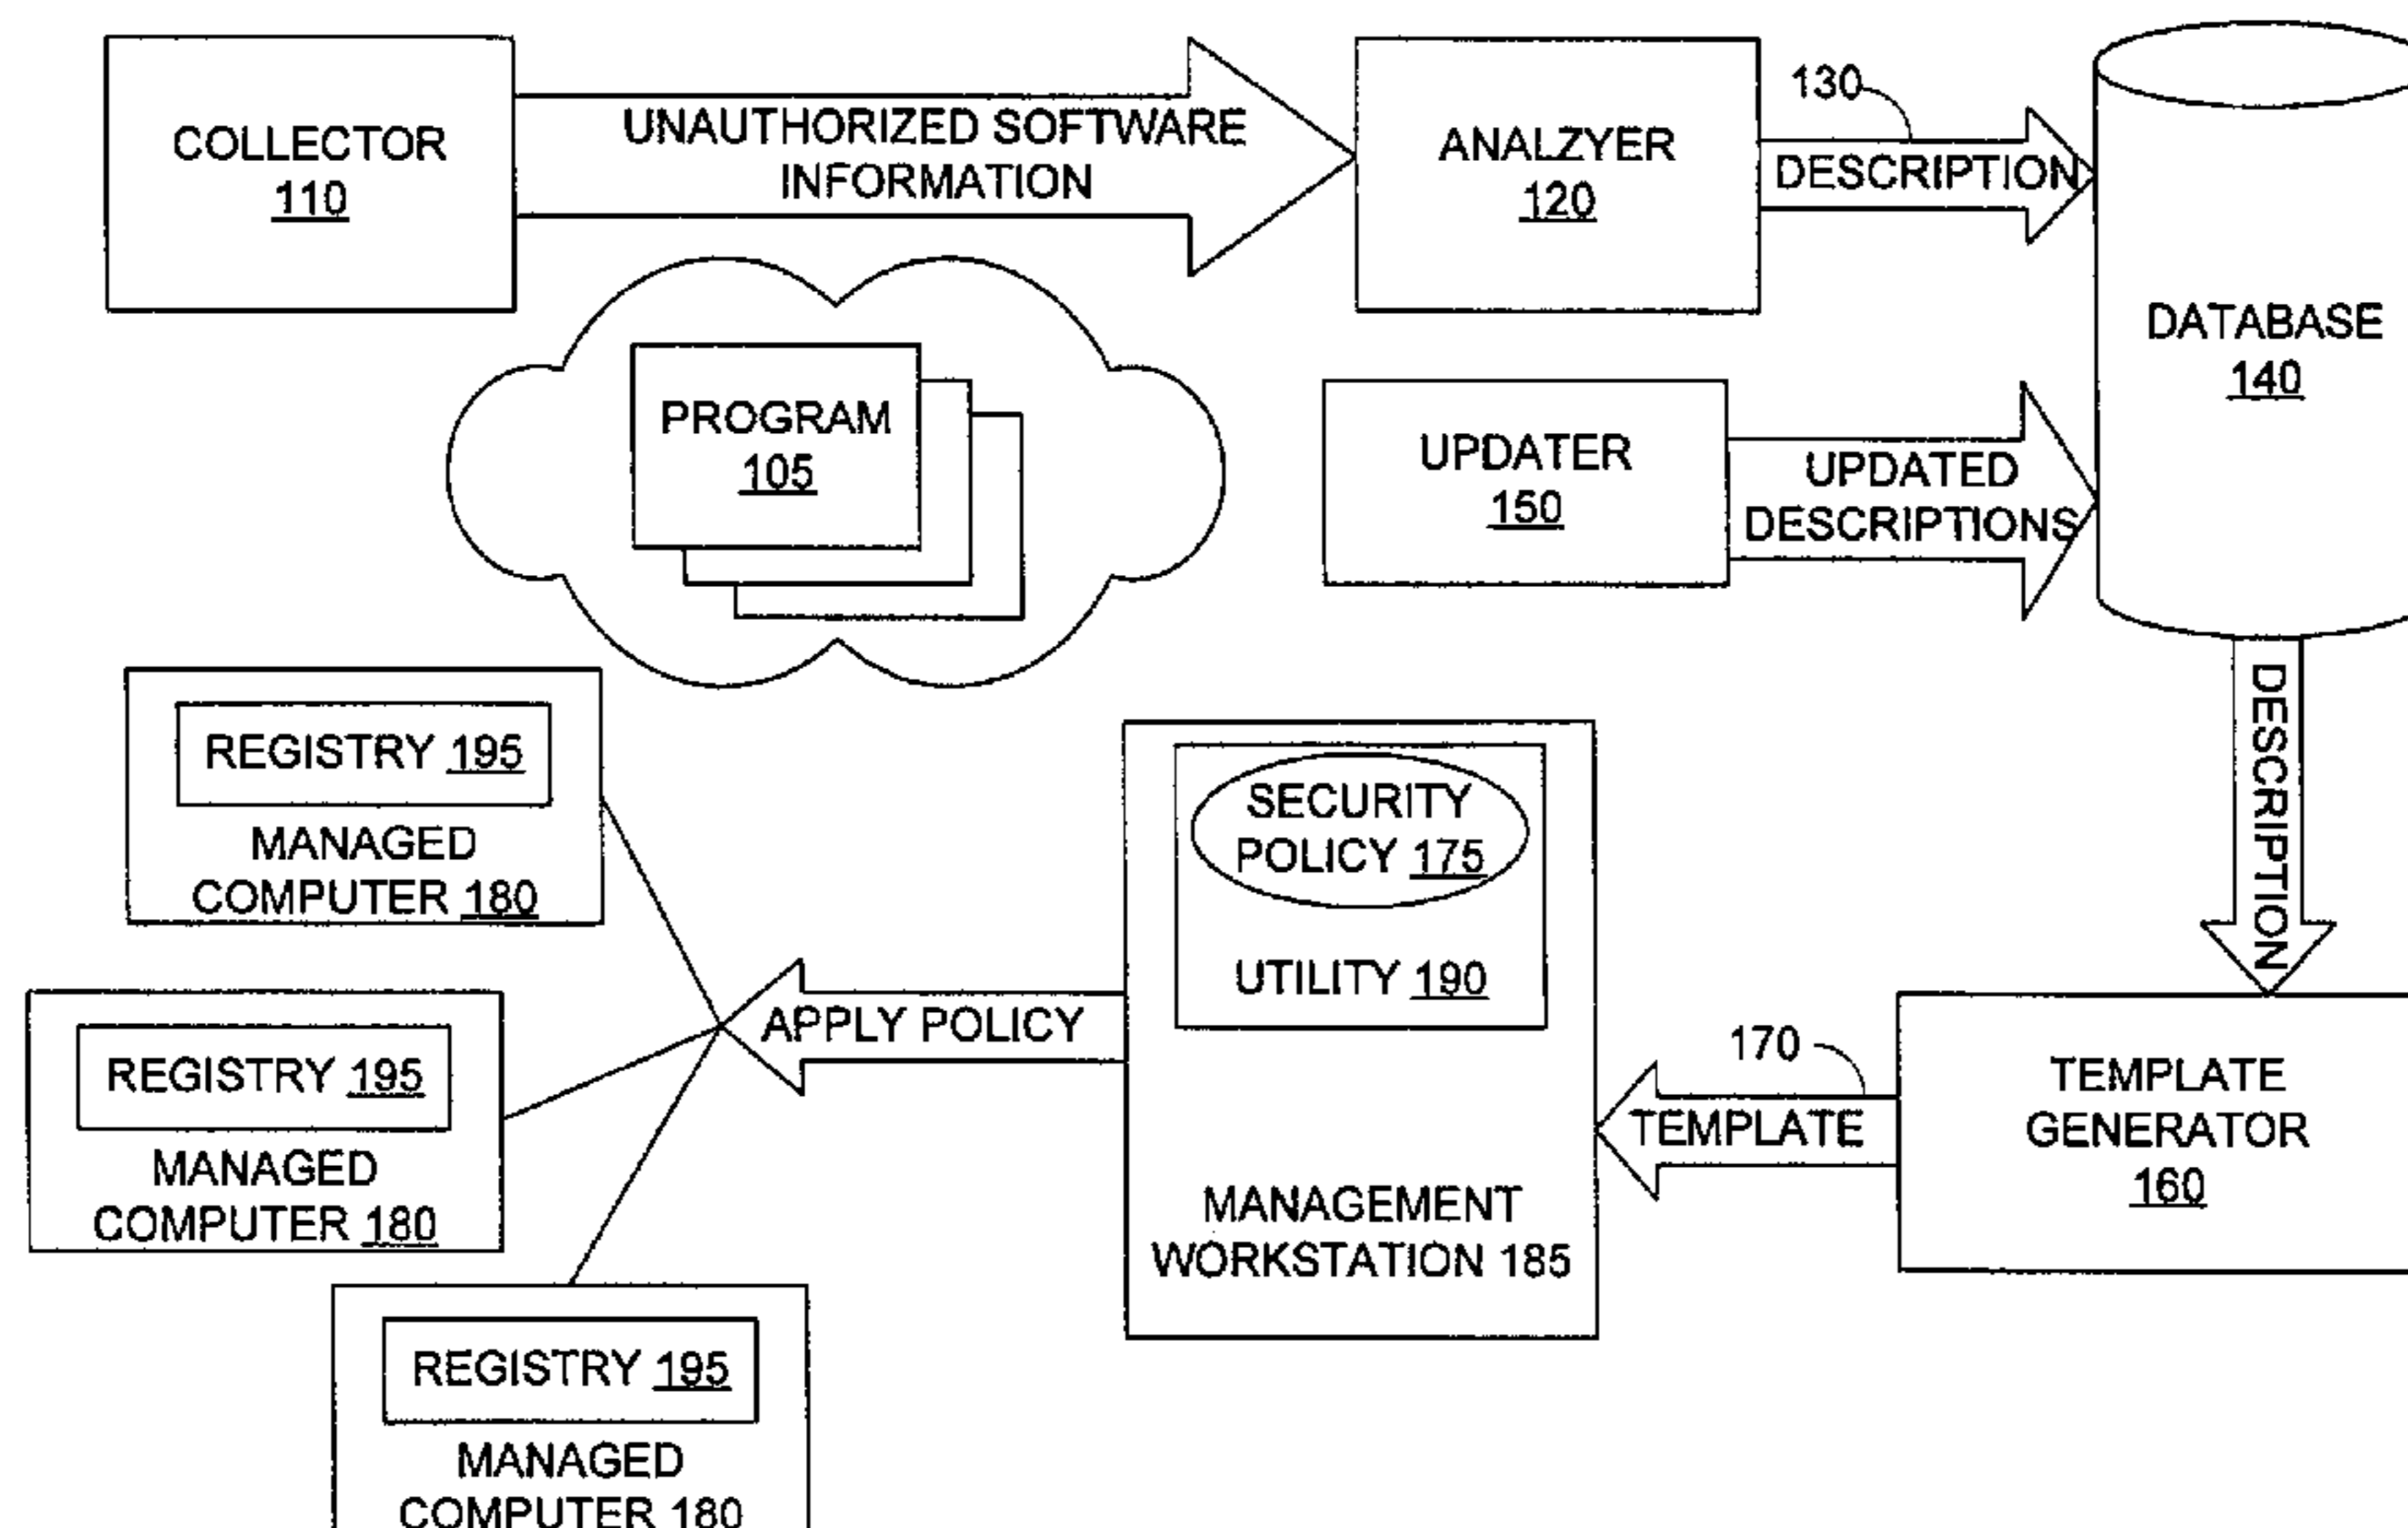 COLLECTOR
110
UNAUTHORIZED SOFTWARE
INFORMATION
ANALZYER
120
130
DESCRIPTION
DATABASE
140
PROGRAM
105
UPDATER
150
UPDATED
DESCRIPTIONS
DESCRIPTION
REGISTRY 195
MANAGED
COMPUTER 180
SECURITY
POLICY 175
UTILITY 190
MANAGEMENT
WORKSTATION 185
APPLY POLICY
170
TEMPLATE
TEMPLATE
GENERATOR
160
REGISTRY 195
MANAGED
COMPUTER 180
REGISTRY 195
MANAGED
COMPUTER 180